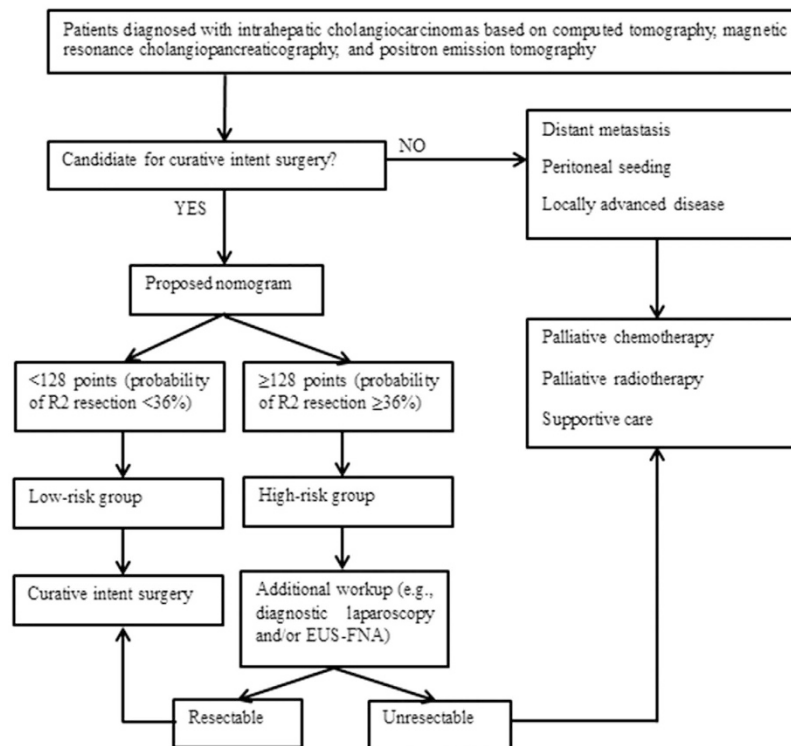 Patients diagnosed with intrahepatic cholangiocarcinomas based on computed tomography, magnetic
resonance cholangiopancreaticography, and positron emission tomography
Candidate for curative intent surgery?
NO
Distant metastasis
Peritoneal seeding
Locally advanced disease
YES
Proposed nomogram
<128 points (probability
of R2 resection <36%)
≥128 points (probability
of R2 resection ≥36%)
Palliative chemotherapy
Palliative radiotherapy
Supportive care
Low-risk group
High-risk group
Curative intent surgery
Additional workup (e.g.,
diagnostic laparoscopy
and/or EUS-FNA)
Resectable
Unresectable